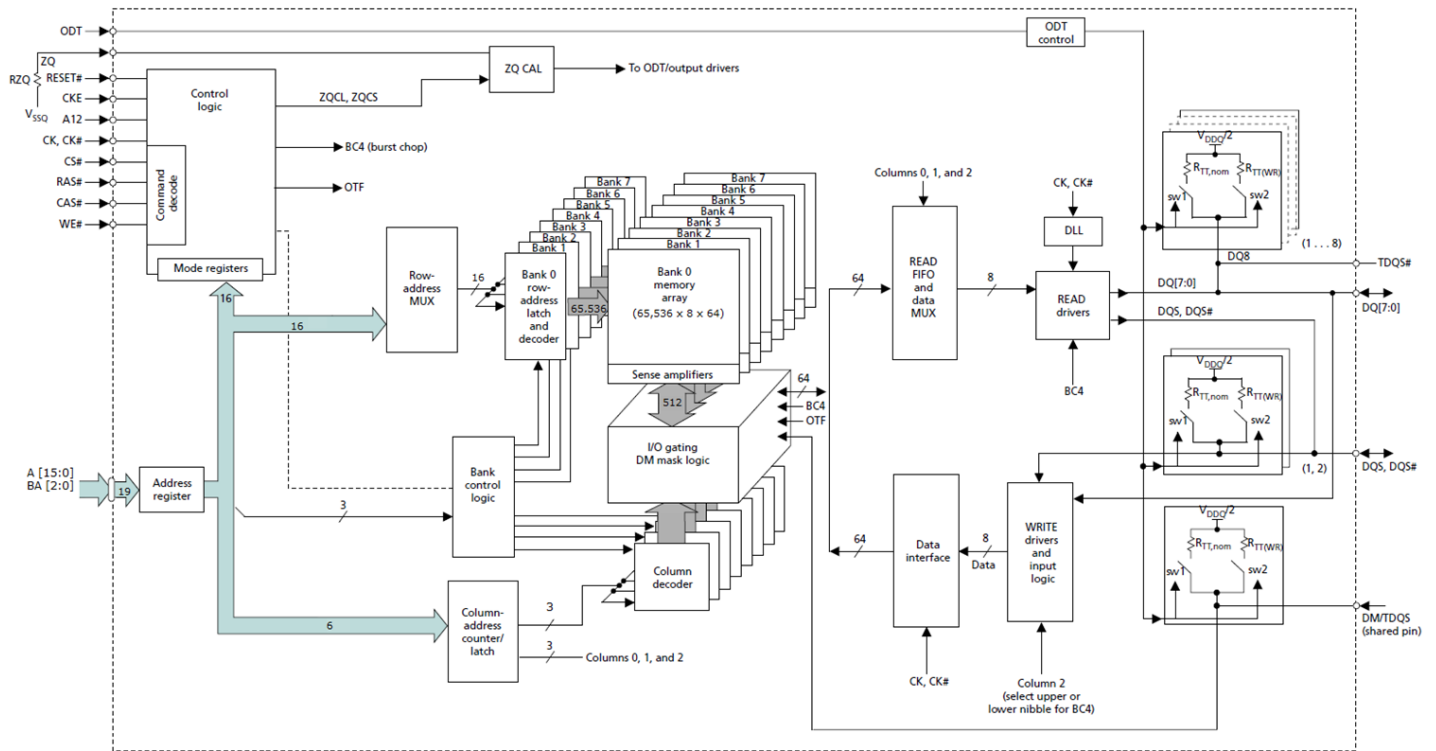 ODT
ODT
control
ZQ
RZQ
VSSQ
ZQ CAL
To ODT/output drivers
RESET#
CKE
A12
CK, CK#
CS#
RAS#
CAS#
WE#
Control
logic
Command
decode
Mode registers
ZQCL, ZQCS
BC4 (burst chop)
OTF
16
16
Row-
address
MUX
16
Bank 7
Bank 6
Bank 5
Bank 4
Bank 3
Bank 2
Bank 1
Bank 0
row-
address
latch
and
decoder
65.536
Bank 7
Bank 6
Bank 5
Bank 4
Bank 3
Bank 2
Bank 1
Bank 0
memory
array
(65,536 x 8 x 64)
Sense amplifiers
512
I/O gating
DM mask logic
64
BC4
OTF
A [15:0]
BA [2:0]
19
Address
register
3
Bank
control
logic
Column
decoder
6
Column-
address
counter/
latch
3
3
Columns 0, 1, and 2
Columns 0, 1, and 2
64
READ
FIFO
and
data
MUX
8
CK, CK#
DLL
READ
drivers
BC4
DQ8
DQ[7:0]
DQS, DQS#
64
Data
interface
8
Data
CK, CK#
WRITE
drivers
and
input
logic
Column 2
(select upper or
lower nibble for BC4)
VDDQ/2
RTT,nom
RTT(WR)
sw1
sw2
(1 . . . 8)
TDQS#
DQ[7:0]
VDDQ/2
RTT,nom
RTT(WR)
sw1
sw2
(1, 2)
DQS, DQS#
VDDQ/2
RTT,nom
RTT(WR)
sw1
sw2
DM/TDQS
(shared pin)